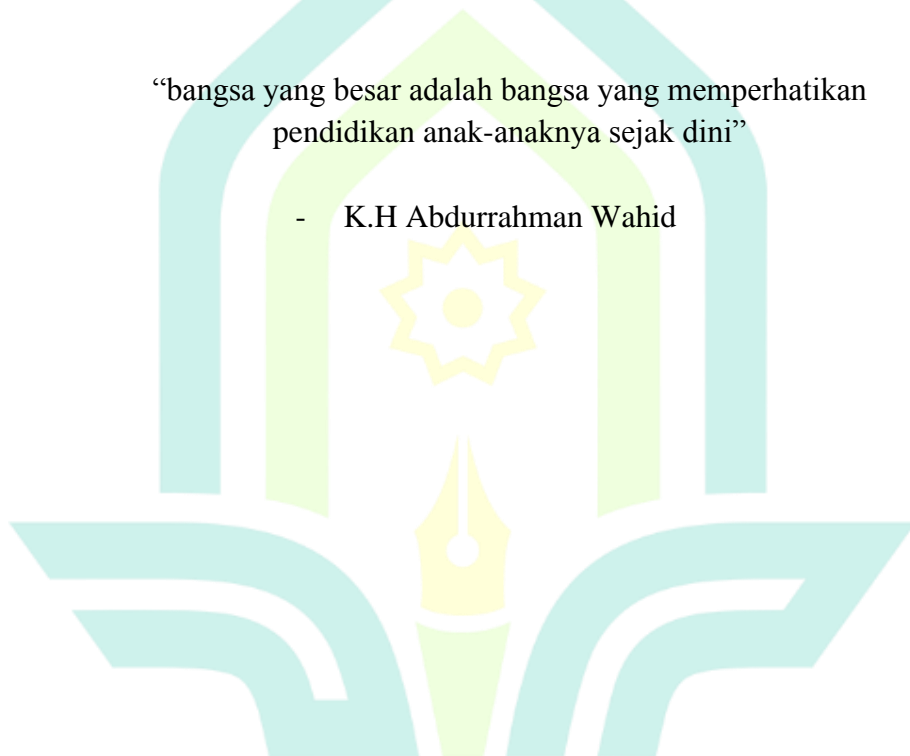 “bangsa yang besar adalah bangsa yang memperhatikan
pendidikan anak-anaknya sejak dini”
- K.H Abdurrahman Wahid